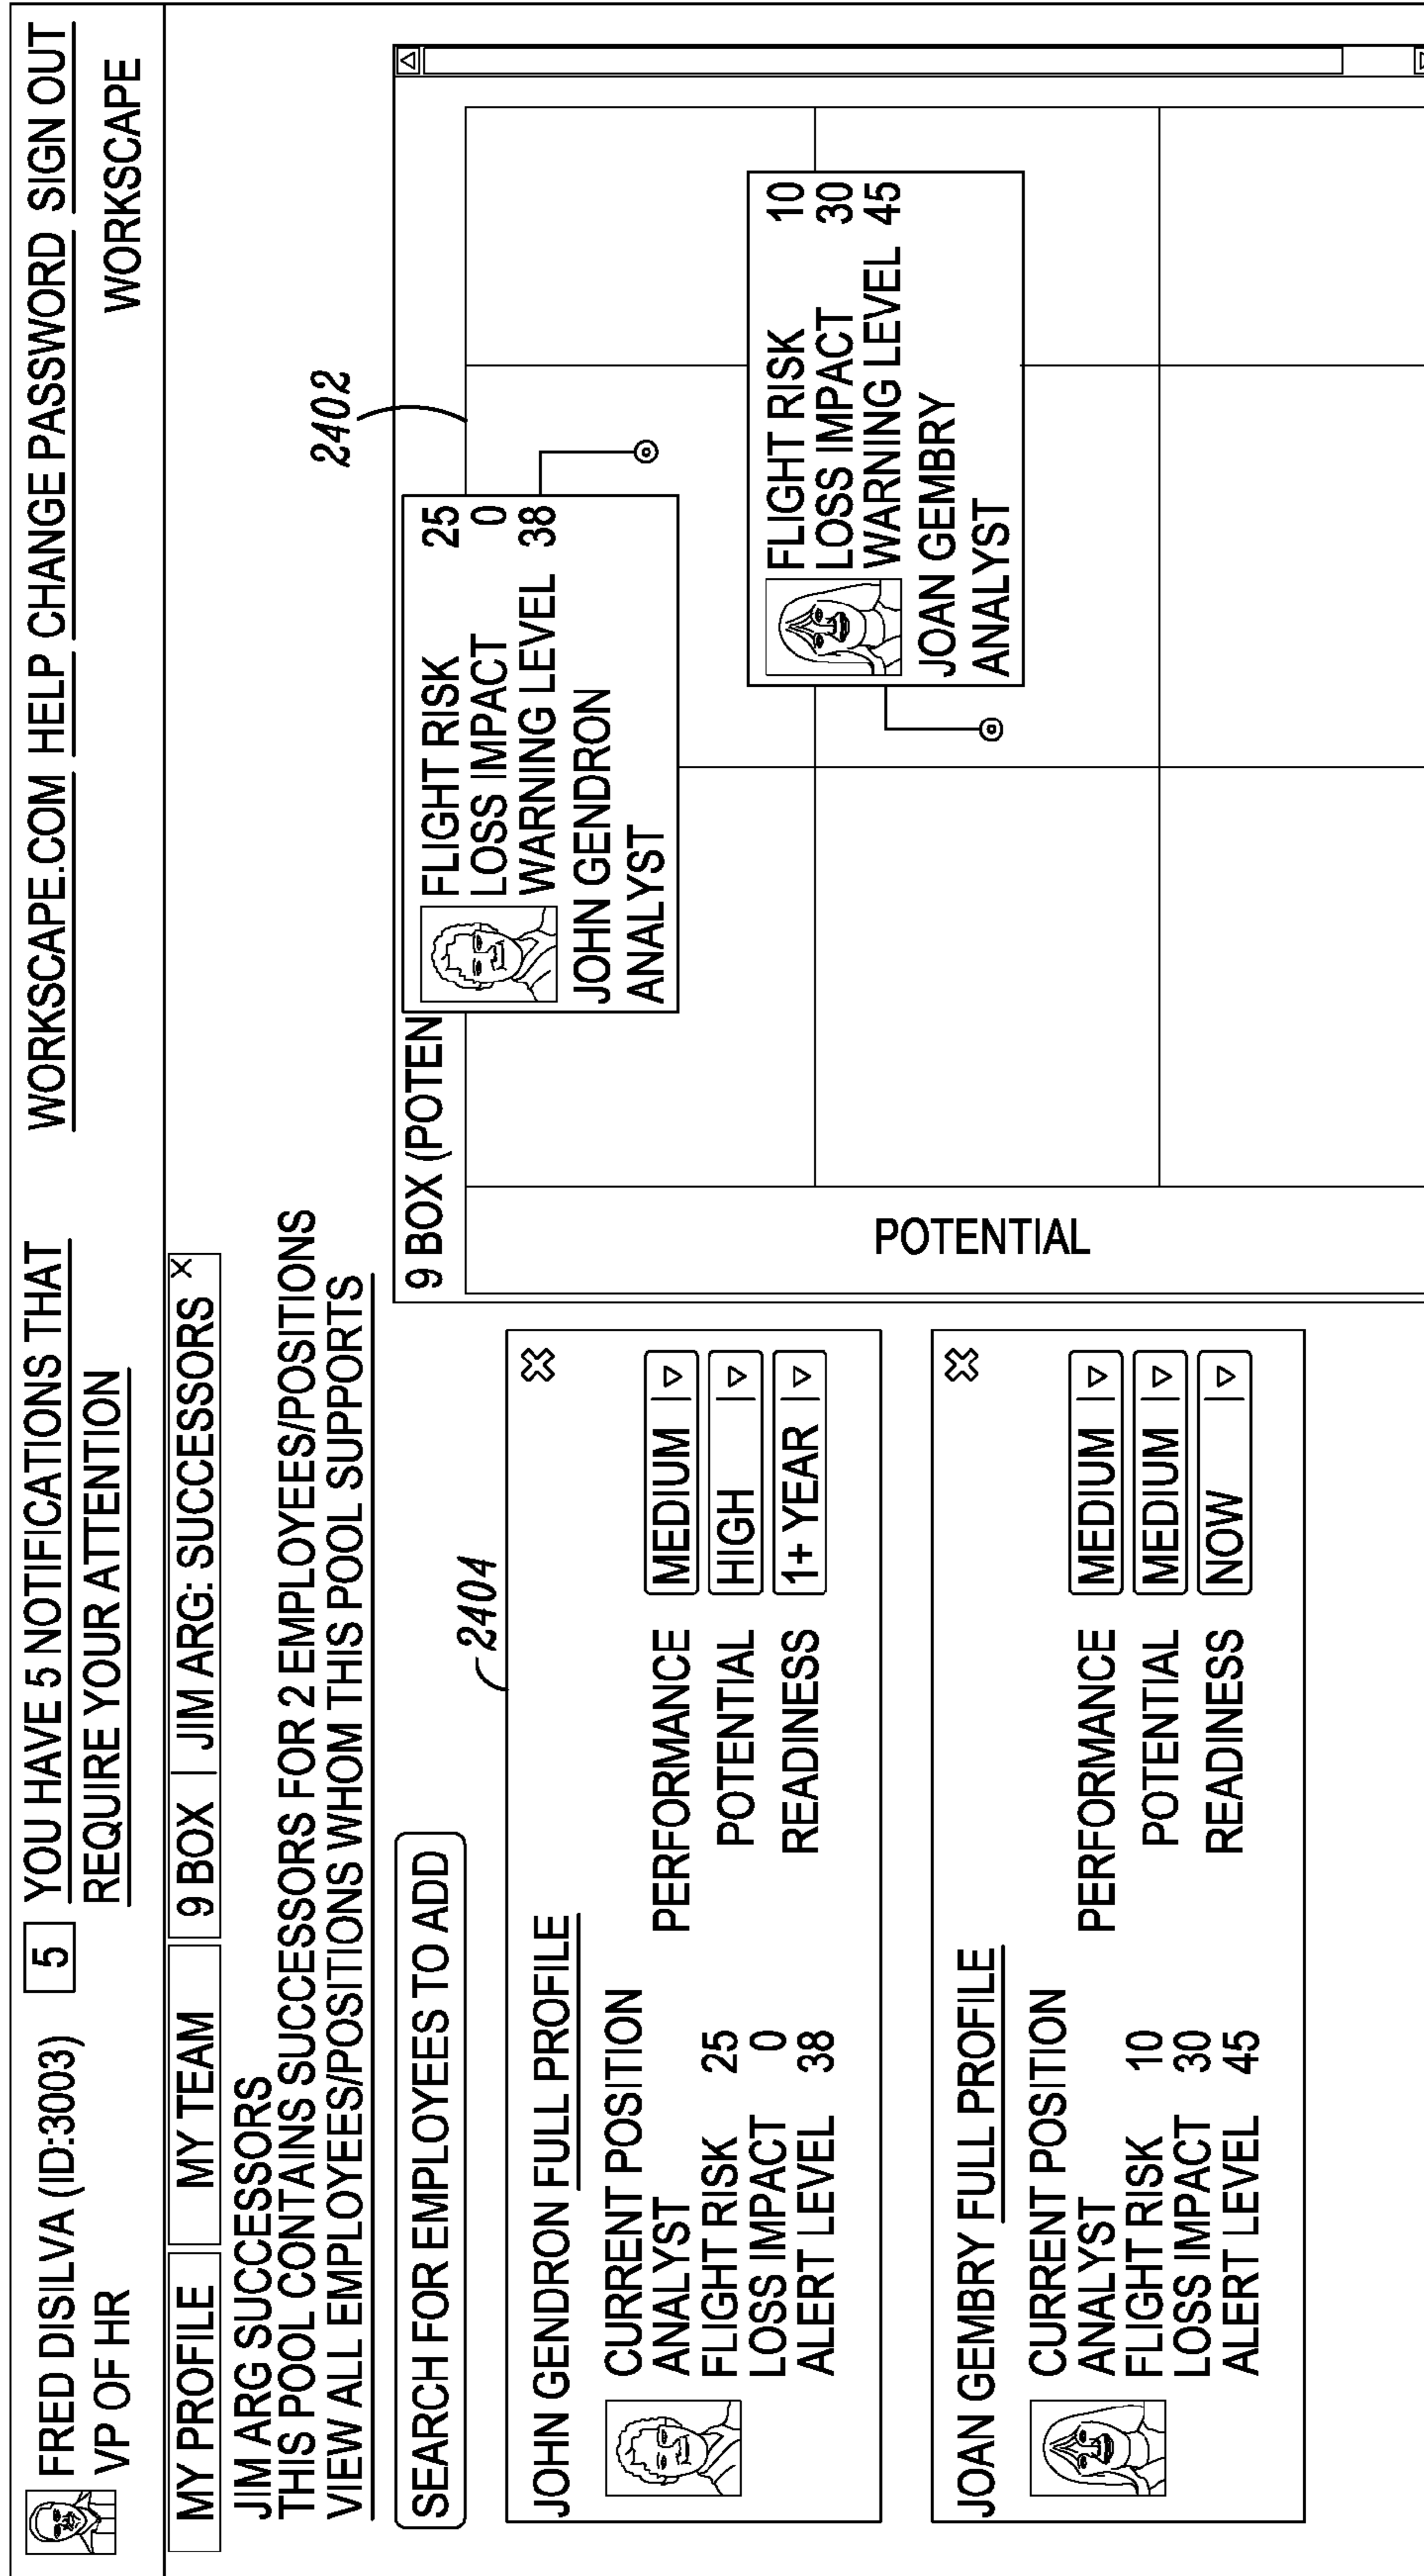 FRED DISILVA (ID:3003)
VP OF HR
5
YOU HAVE 5 NOTIFICATIONS THAT
REQUIRE YOUR ATTENTION
WORKSCAPE.COM HELP CHANGE PASSWORD SIGN OUT
WORKSCAPE
MY PROFILE
MY TEAM
9 BOX | JIM ARG: SUCCESSORS X
JIM ARG SUCCESSORS
THIS POOL CONTAINS SUCCESSORS FOR 2 EMPLOYEES/POSITIONS
VIEW ALL EMPLOYEES/POSITIONS WHOM THIS POOL SUPPORTS
SEARCH FOR EMPLOYEES TO ADD
2404
JOHN GENDRON FULL PROFILE
CURRENT POSITION
ANALYST
FLIGHT RISK 25
LOSS IMPACT 0
ALERT LEVEL 38
PERFORMANCE MEDIUM
POTENTIAL HIGH
READINESS 1+ YEAR
JOAN GEMBRY FULL PROFILE
CURRENT POSITION
ANALYST
FLIGHT RISK 10
LOSS IMPACT 30
ALERT LEVEL 45
PERFORMANCE MEDIUM
POTENTIAL MEDIUM
READINESS NOW
2402
9 BOX (POTEN
POTENTIAL
FLIGHT RISK 25
LOSS IMPACT 0
WARNING LEVEL 38
JOHN GENDRON
ANALYST
FLIGHT RISK 10
LOSS IMPACT 30
WARNING LEVEL 45
JOAN GEMBRY
ANALYST